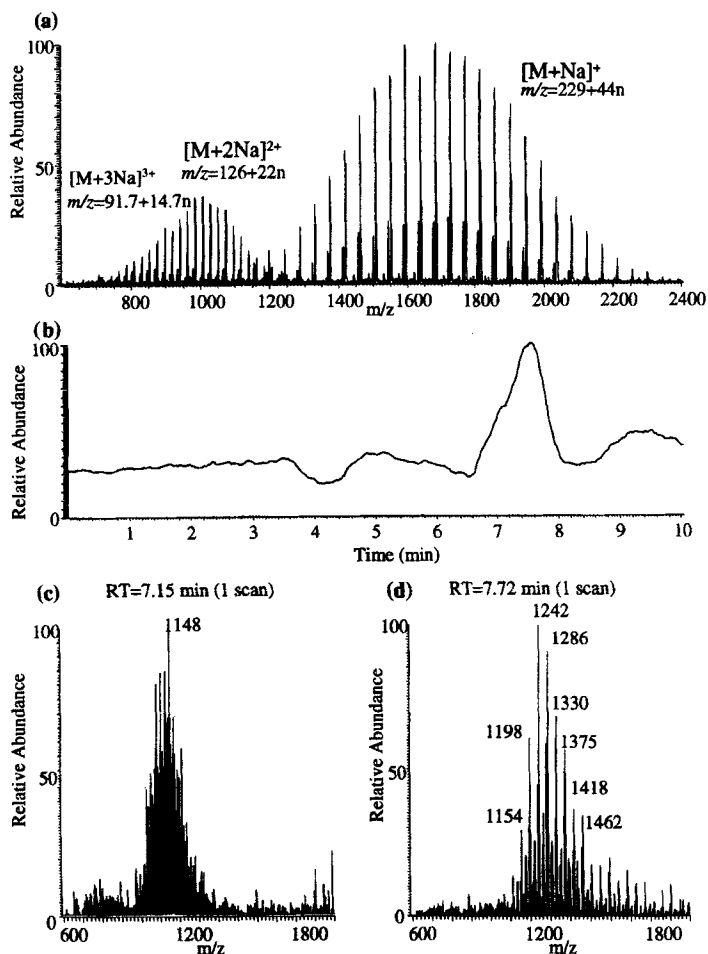 (a)
Relative Abundance
100
50
0
[M+3Na]³⁺
m/z=91.7+14.7n
[M+2Na]²⁺
m/z=126+22n
[M+Na]⁺
m/z=229+44n
800 1000 1200 1400 1600 1800 2000 2200 2400
m/z
(b)
Relative Abundance
100
0
1 2 3 4 5 6 7 8 9 10
Time (min)
(c) RT=7.15 min (1 scan)
Relative Abundance
100
50
0
1148
600 1200 1800
m/z
(d) RT=7.72 min (1 scan)
Relative Abundance
100
50
0
1242
1286
1330
1198
1375
1418
1154
1462
600 1200 1800
m/z